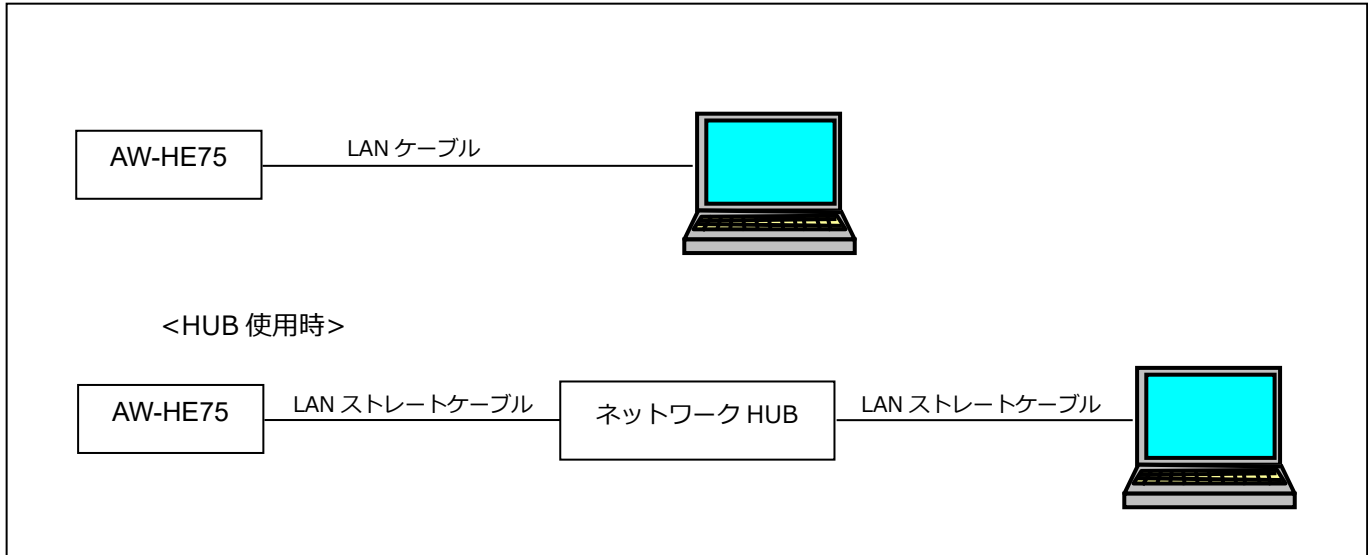 AW-HE75
LAN ケーブル
<HUB 使用時>
AW-HE75
LAN ストレートケーブル
ネットワーク HUB
LAN ストレートケーブル